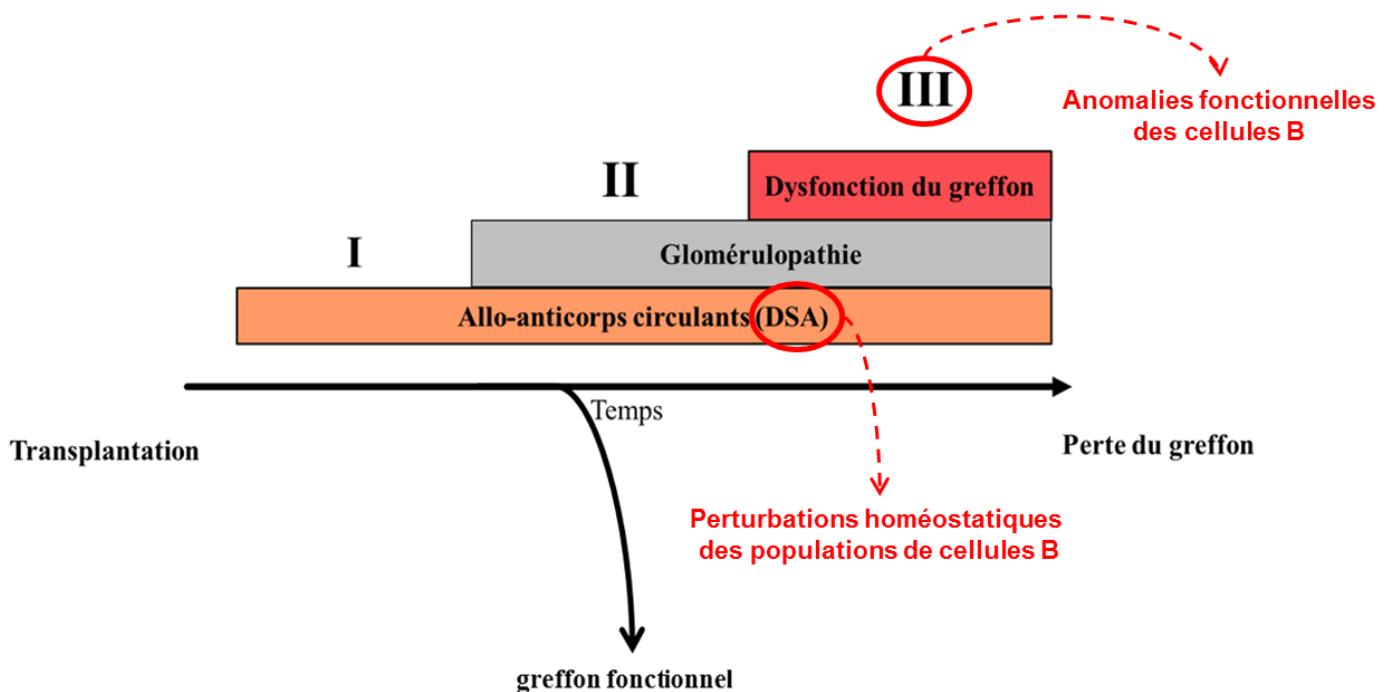 III
Anomalies fonctionnelles
des cellules B
II
Dysfonction du greffon
I
Glomérulopathie
Allo-anticorps circulants (DSA)
Temps
Transplantation
Perte du greffon
Perturbations homéostatiques
des populations de cellules B
greffon fonctionnel